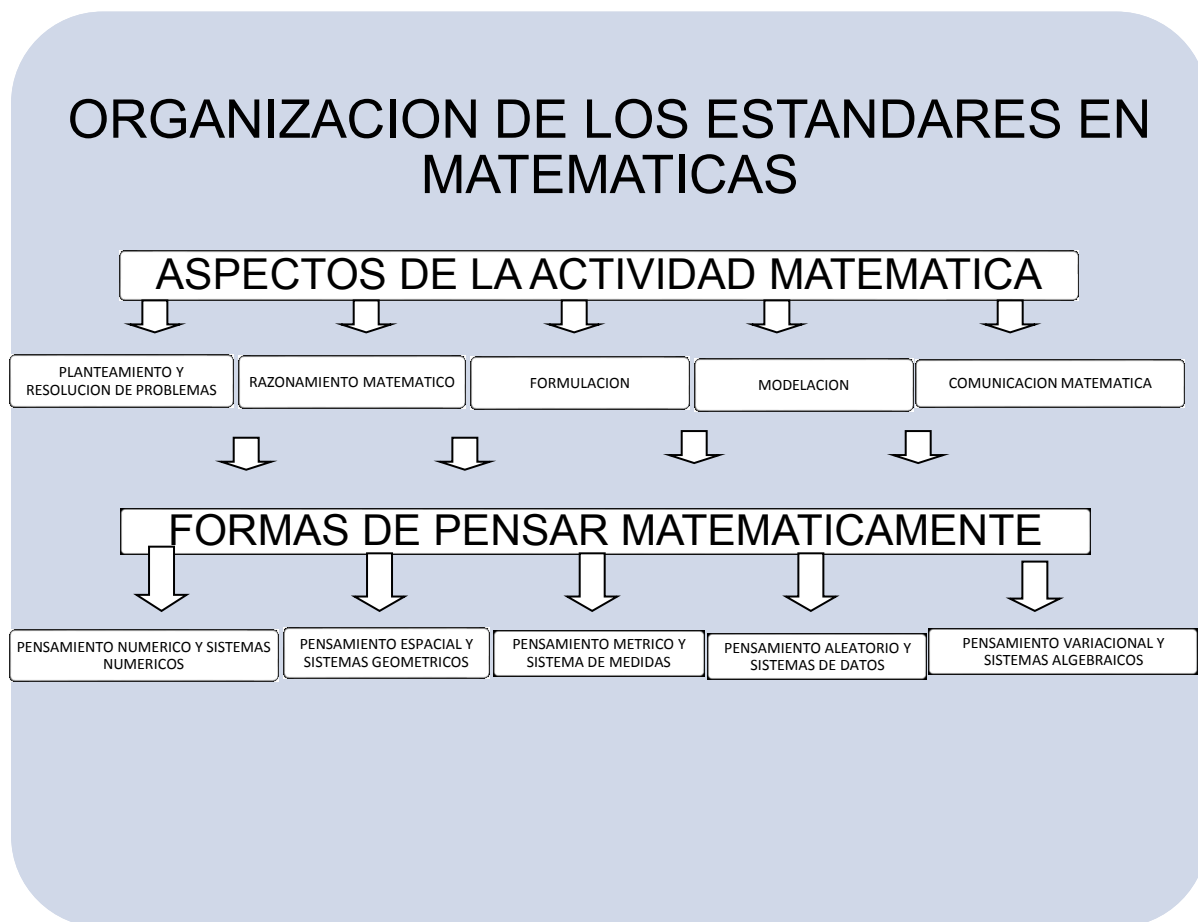 ORGANIZACION DE LOS ESTANDARES EN
MATEMATICAS
ASPECTOS DE LA ACTIVIDAD MATEMATICA
PLANTEAMIENTO Y
RESOLUCION DE PROBLEMAS
RAZONAMIENTO MATEMATICO
FORMULACION
MODELACION
COMUNICACION MATEMATICA
FORMAS DE PENSAR MATEMATICAMENTE
PENSAMIENTO NUMERICO Y SISTEMAS
NUMERICOS
PENSAMIENTO ESPACIAL Y
SISTEMAS GEOMETRICOS
PENSAMIENTO METRICO Y
SISTEMA DE MEDIDAS
PENSAMIENTO ALEATORIO Y
SISTEMAS DE DATOS
PENSAMIENTO VARIACIONAL Y
SISTEMAS ALGEBRAICOS